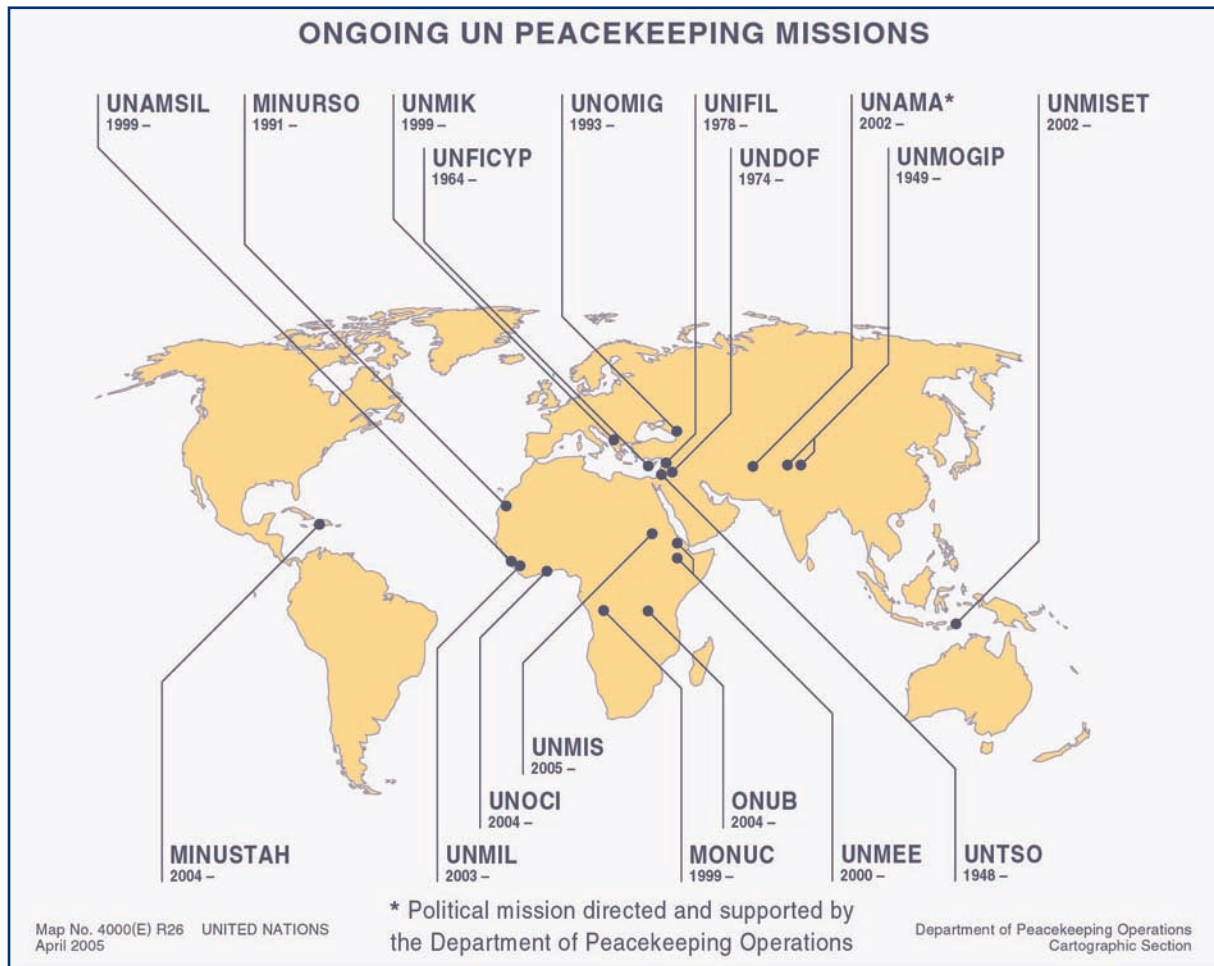 ONGOING UN PEACEKEEPING MISSIONS
UNAMSIL
1999 –
MINURSO
1991 –
UNMIK
1999 –
UNOMIG
1993 –
UNIFIL
1978 –
UNAMA*
2002 –
UNMISET
2002 –
UNFICYP
1964 –
UNDOF
1974 –
UNMOGIP
1949 –
UNMIS
2005 –
UNOCI
2004 –
ONUB
2004 –
MINUSTAH
2004 –
UNMIL
2003 –
MONUC
1999 –
UNMEE
2000 –
UNTSO
1948 –
* Political mission directed and supported by
the Department of Peacekeeping Operations
Map No. 4000(E) R26 UNITED NATIONS
April 2005
Department of Peacekeeping Operations
Cartographic Section